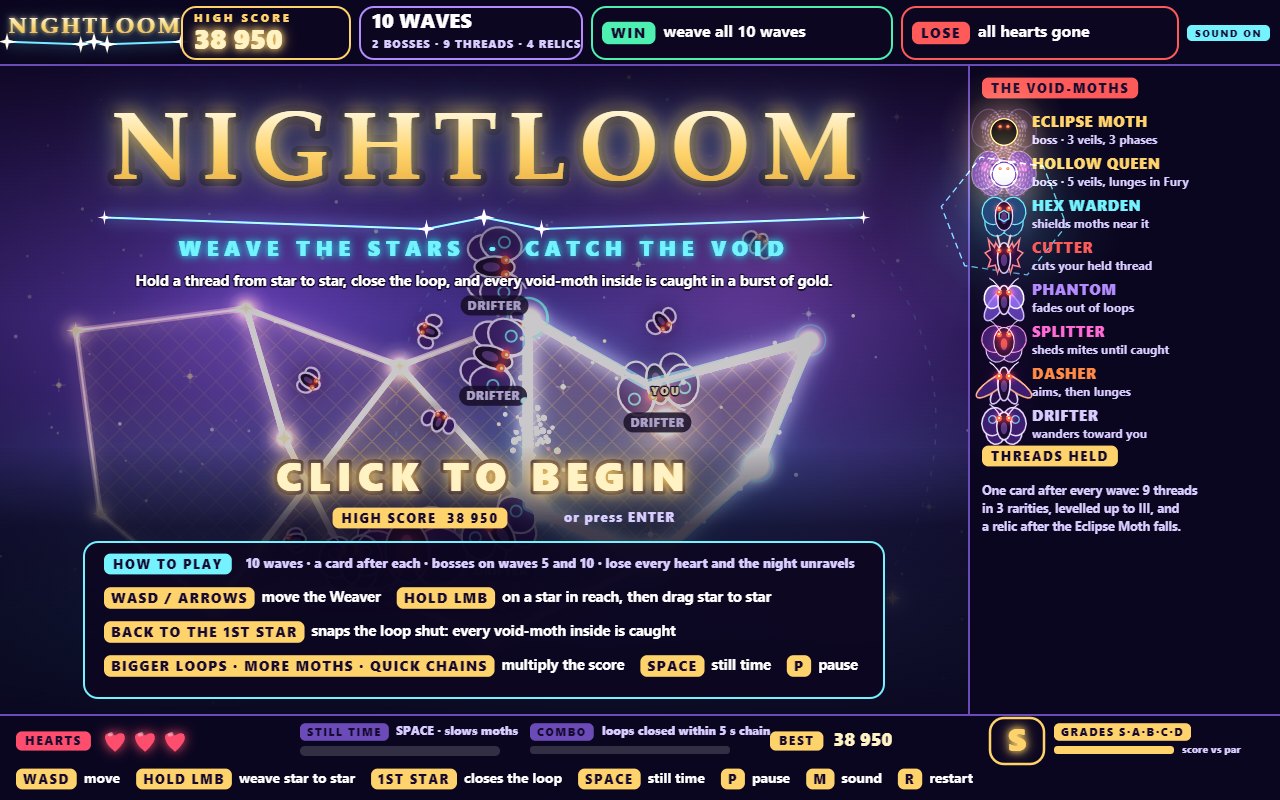 NIGHTLOOM
HIGH SCORE
38 950
10 WAVES
2 BOSSES · 9 THREADS · 4 RELICS
WIN weave all 10 waves
LOSE all hearts gone
SOUND ON
NIGHTLOOM
WEAVE THE STARS · CATCH THE VOID
Hold a thread from star to star, close the loop, and every void-moth inside is caught in a burst of gold.
DRIFTER
DRIFTER
YOU
DRIFTER
CLICK TO BEGIN
HIGH SCORE 38 950
or press ENTER
HOW TO PLAY 10 waves · a card after each · bosses on waves 5 and 10 · lose every heart and the night unravels
WASD / ARROWS move the Weaver HOLD LMB on a star in reach, then drag star to star
BACK TO THE 1ST STAR snaps the loop shut: every void-moth inside is caught
BIGGER LOOPS · MORE MOTHS · QUICK CHAINS multiply the score SPACE still time P pause
THE VOID-MOTHS
ECLIPSE MOTH
boss · 3 veils, 3 phases
HOLLOW QUEEN
boss · 5 veils, lunges in Fury
HEX WARDEN
shields moths near it
CUTTER
cuts your held thread
PHANTOM
fades out of loops
SPLITTER
sheds mites until caught
DASHER
aims, then lunges
DRIFTER
wanders toward you
THREADS HELD
One card after every wave: 9 threads
in 3 rarities, levelled up to III, and
a relic after the Eclipse Moth falls.
HEARTS
STILL TIME SPACE · slows moths
COMBO loops closed within 5 s chain
BEST 38 950
S
GRADES S·A·B·C·D
score vs par
WASD move HOLD LMB weave star to star 1ST STAR closes the loop SPACE still time P pause M sound R restart